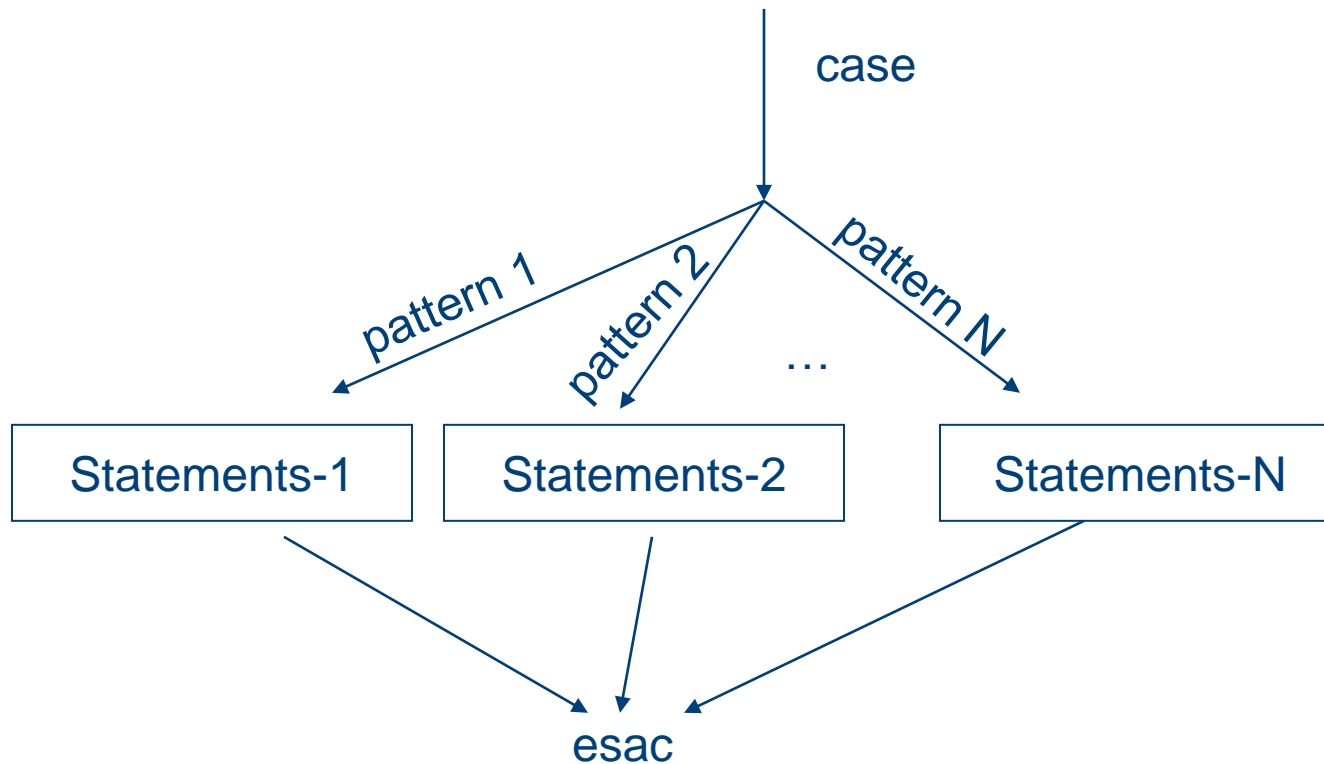 case
pattern 1
pattern 2
pattern N
…
Statements-1
Statements-2
Statements-N
esac